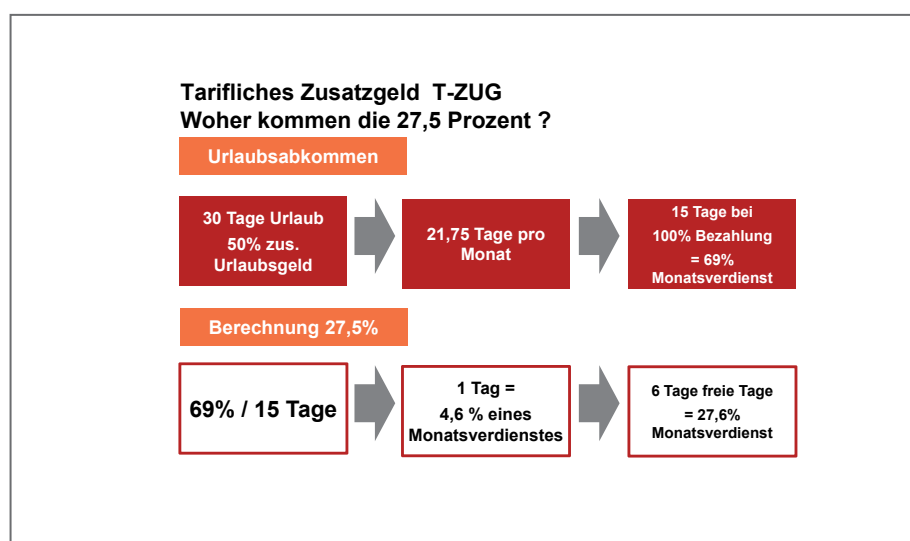 Tarifliches Zusatzgeld T-ZUG
Woher kommen die 27,5 Prozent ?
Urlaubsabkommen
30 Tage Urlaub
50% zus.
Urlaubsgeld
21,75 Tage pro
Monat
15 Tage bei
100% Bezahlung
= 69%
Monatsverdienst
Berechnung 27,5%
69% / 15 Tage
1 Tag =
4,6 % eines
Monatsverdienstes
6 Tage freie Tage
= 27,6%
Monatsverdienst